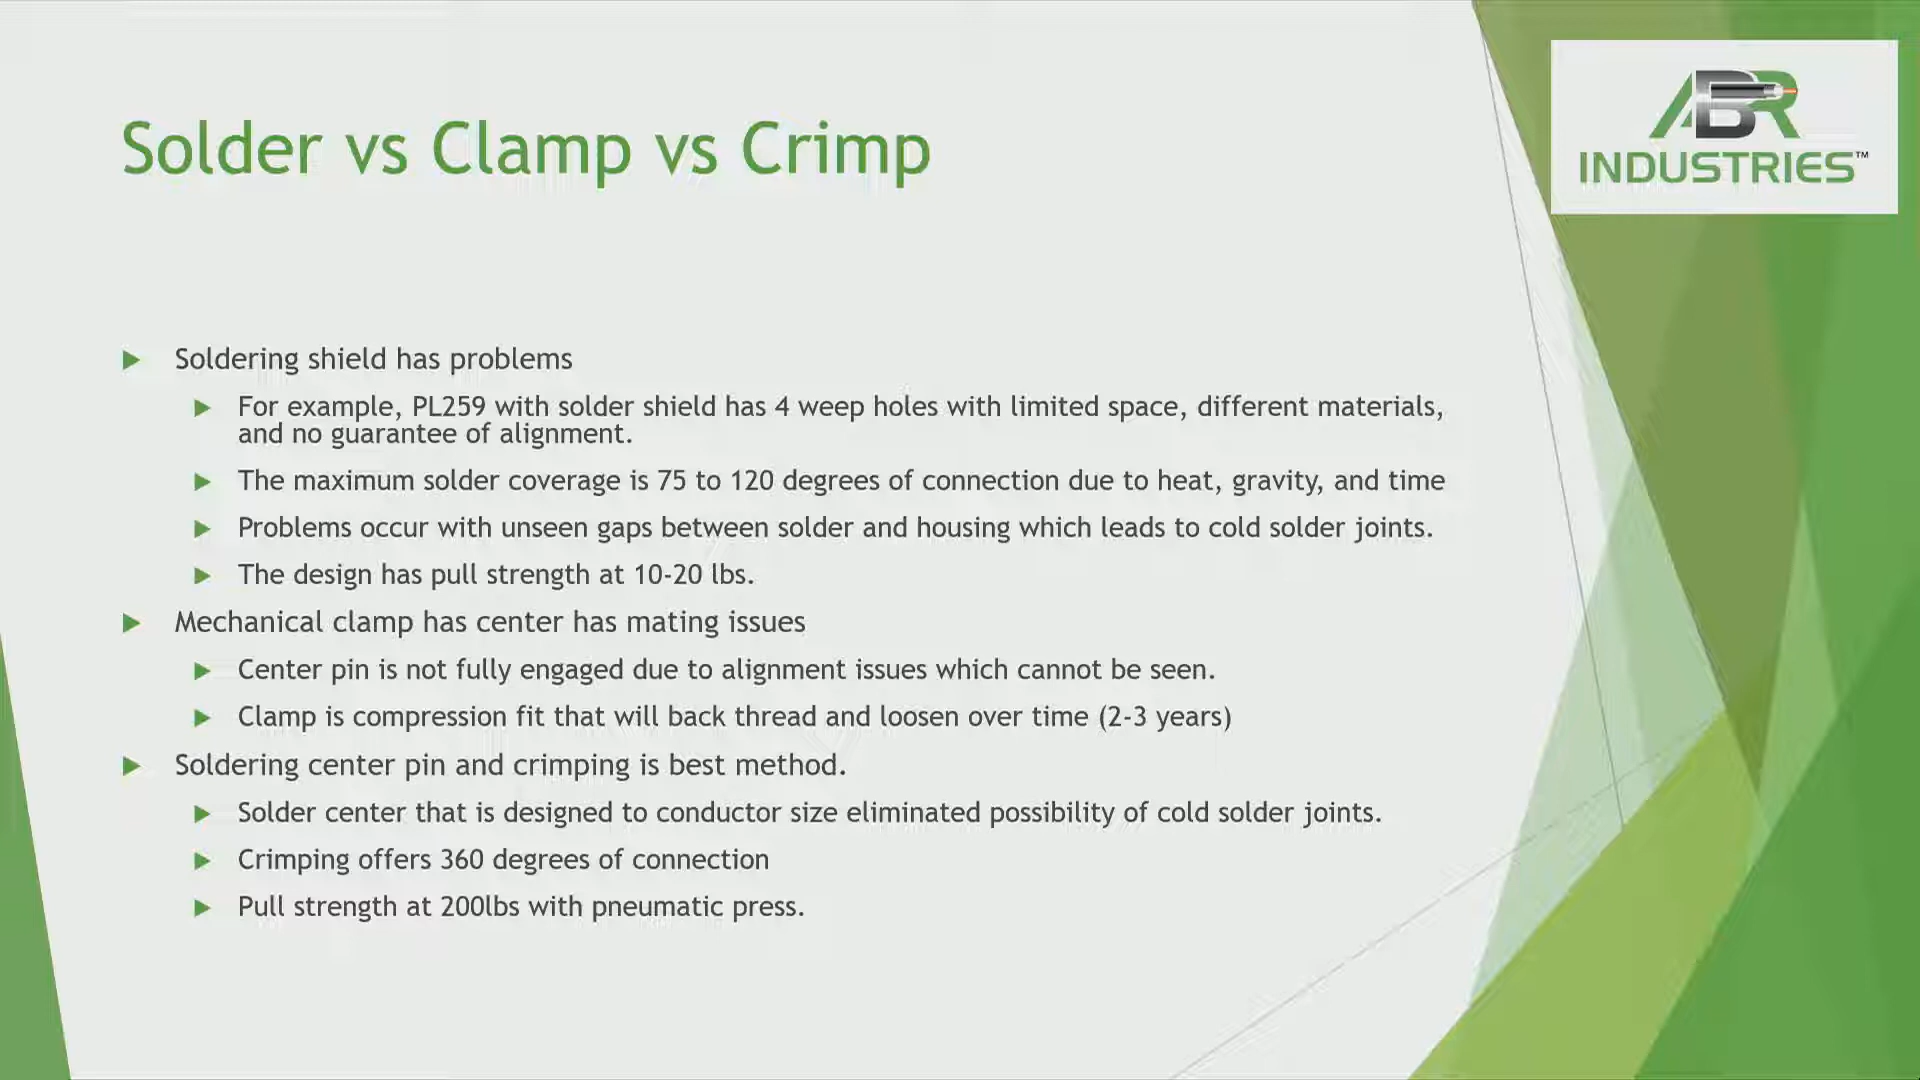 Solder vs Clamp vs Crimp
ABR
INDUSTRIES™
Soldering shield has problems
For example, PL259 with solder shield has 4 weep holes with limited space, different materials,
and no guarantee of alignment.
The maximum solder coverage is 75 to 120 degrees of connection due to heat, gravity, and time
Problems occur with unseen gaps between solder and housing which leads to cold solder joints.
The design has pull strength at 10-20 lbs.
Mechanical clamp has center has mating issues
Center pin is not fully engaged due to alignment issues which cannot be seen.
Clamp is compression fit that will back thread and loosen over time (2-3 years)
Soldering center pin and crimping is best method.
Solder center that is designed to conductor size eliminated possibility of cold solder joints.
Crimping offers 360 degrees of connection
Pull strength at 200lbs with pneumatic press.